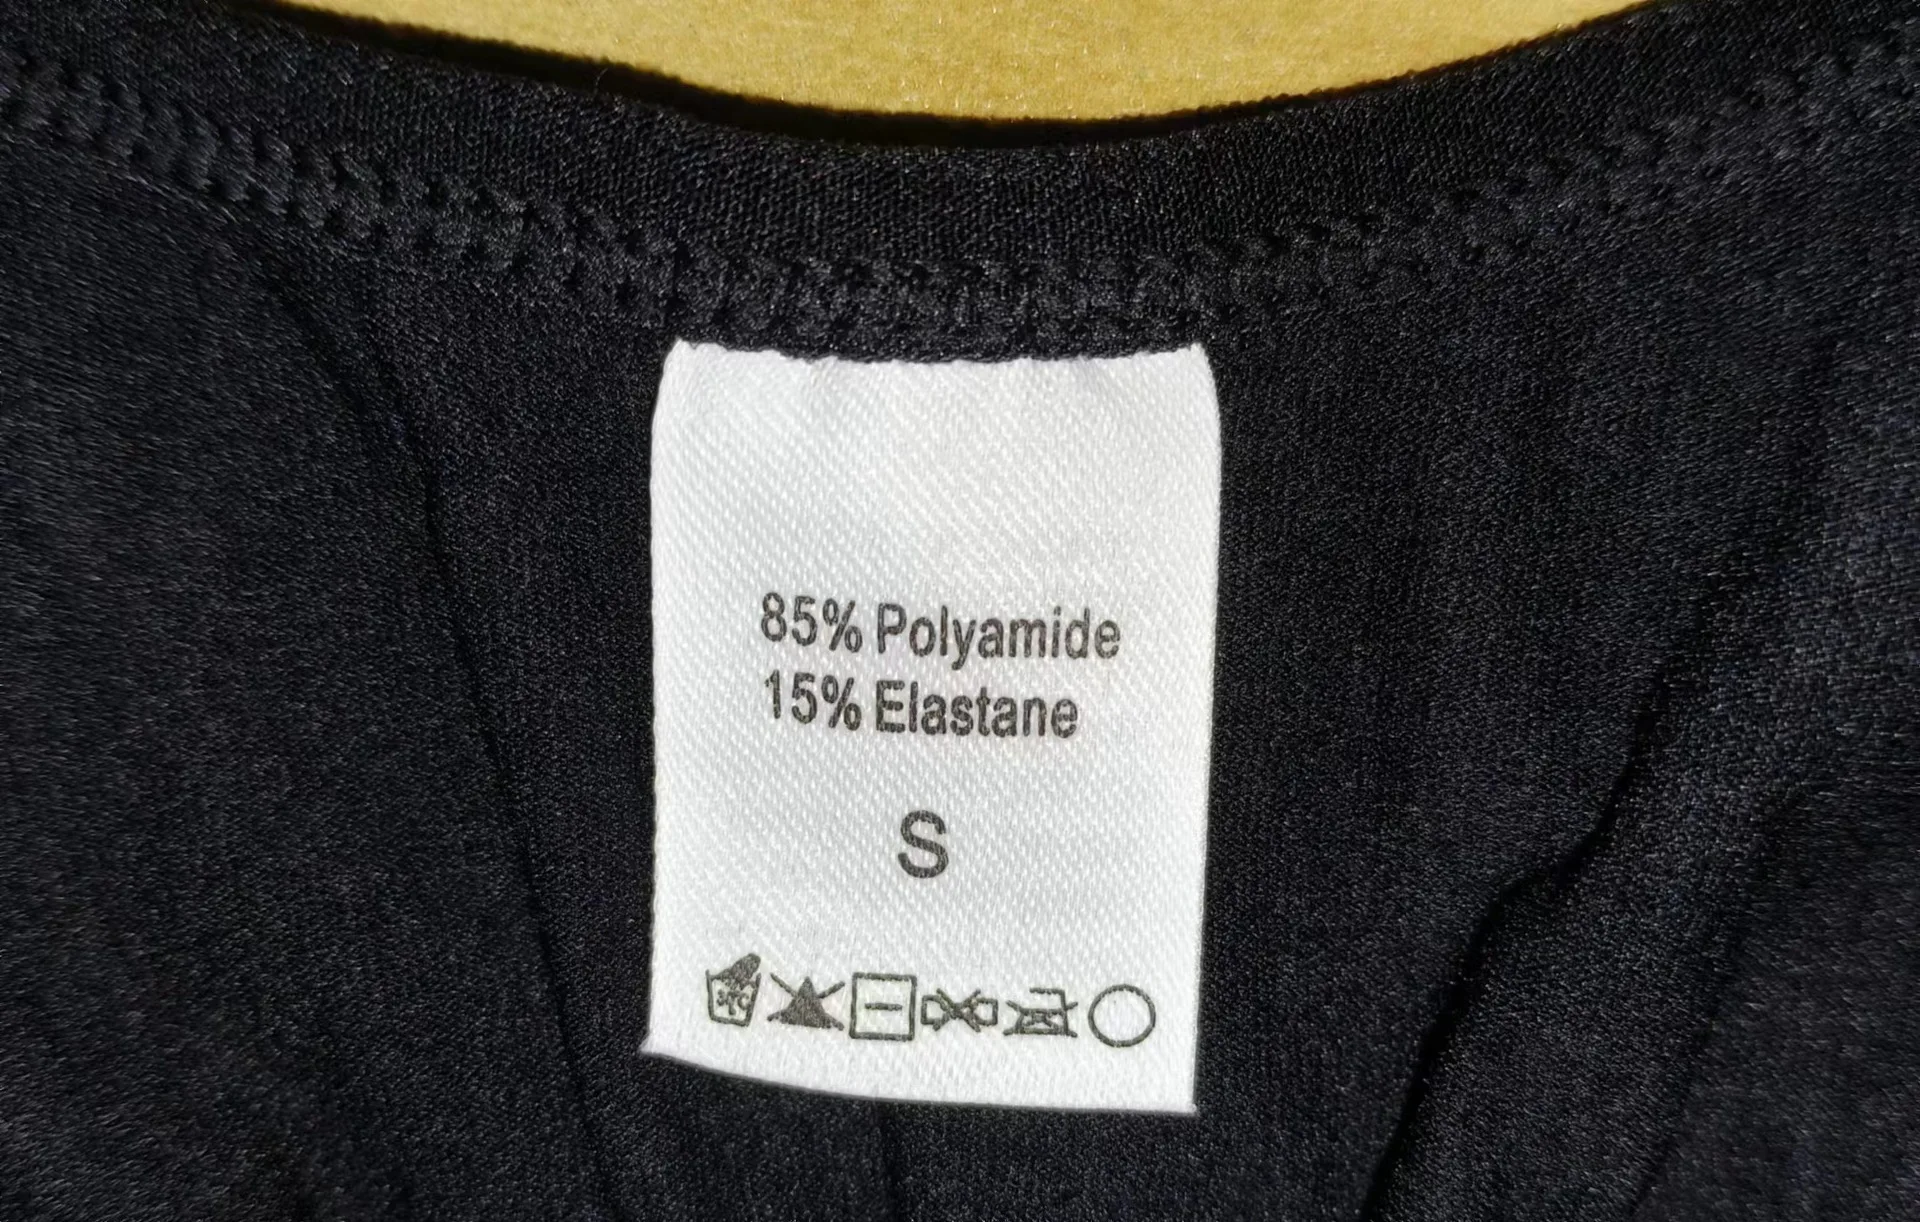 85% Polyamide
15% Elastane
S